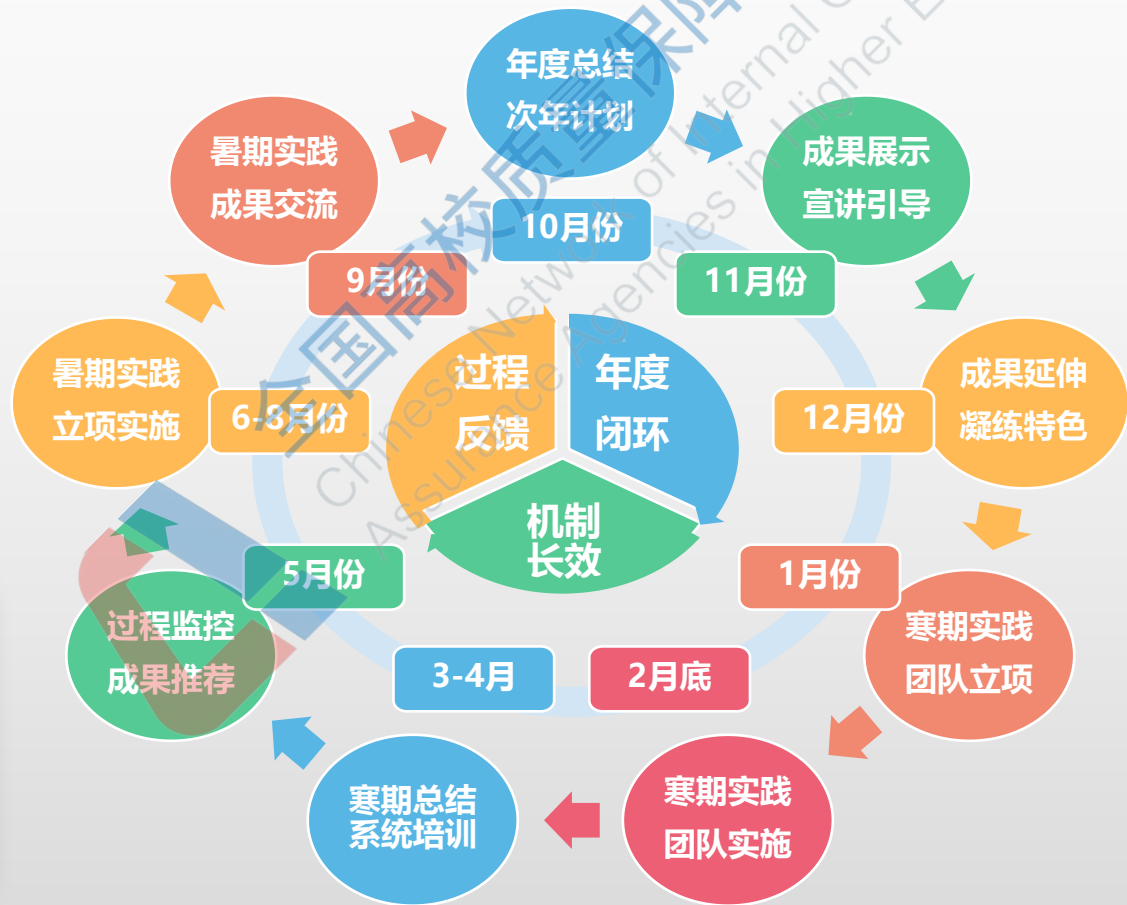 年度总结
次年计划
10月份
成果展示
宣讲引导
11月份
成果延伸
凝练特色
12月份
寒期实践
团队立项
1月份
寒期实践
团队实施
2月底
寒期总结
系统培训
3-4月
过程监控
成果推荐
5月份
暑期实践
立项实施
6-8月份
暑期实践
成果交流
9月份
过程
反馈
年度
闭环
机制
长效
全国高校质量保障
Chinese Network of Internal
Assurance Agencies in Higher